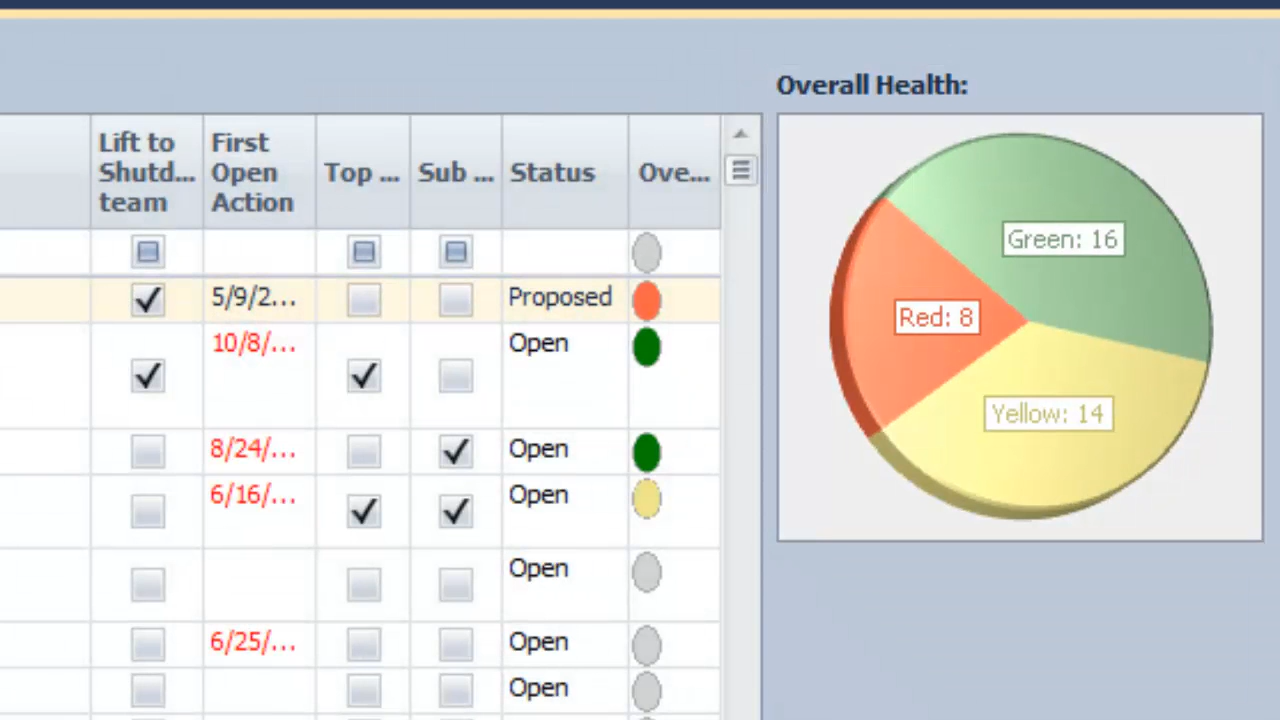 Overall Health:
Lift to
Shutd...
team
First
Open
Action
Top ...
Sub ...
Status
Ove...
5/9/2...
Proposed
10/8/...
Open
8/24/...
Open
6/16/...
Open
Open
6/25/...
Open
Open
Green: 16
Red: 8
Yellow: 14